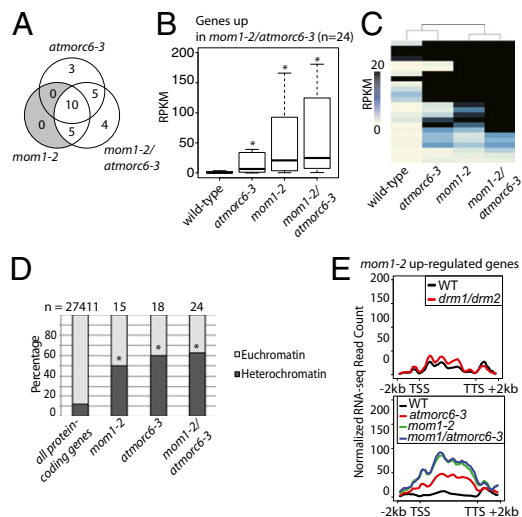 A
atmorc6-3
3
0
5
10
0
5
4
mom1-2
mom1-2/
atmorc6-3
B
Genes up
in mom1-2/atmorc6-3 (n=24)
RPKM
200
150
100
50
0
*
*
*
wild-type
atmorc6-3
mom1-2
mom1-2/
atmorc6-3
C
20
RPKM
0
wild-type
atmorc6-3
mom1-2
mom1-2/
atmorc6-3
D
n = 27411 15 18 24
Percentage
80
60
40
20
0
*
*
*
Euchromatin
Heterochromatin
all protein-
coding genes
mom1-2
atmorc6-3
mom1-2/
atmorc6-3
E
mom1-2 up-regulated genes
Normalized RNA-seq Read Count
200
150
100
50
0
WT
drm1/drm2
-2kb TSS TTS +2kb
200
150
100
50
0
WT
atmorc6-3
mom1-2
mom1/atmorc6-3
-2kb TSS TTS +2kb